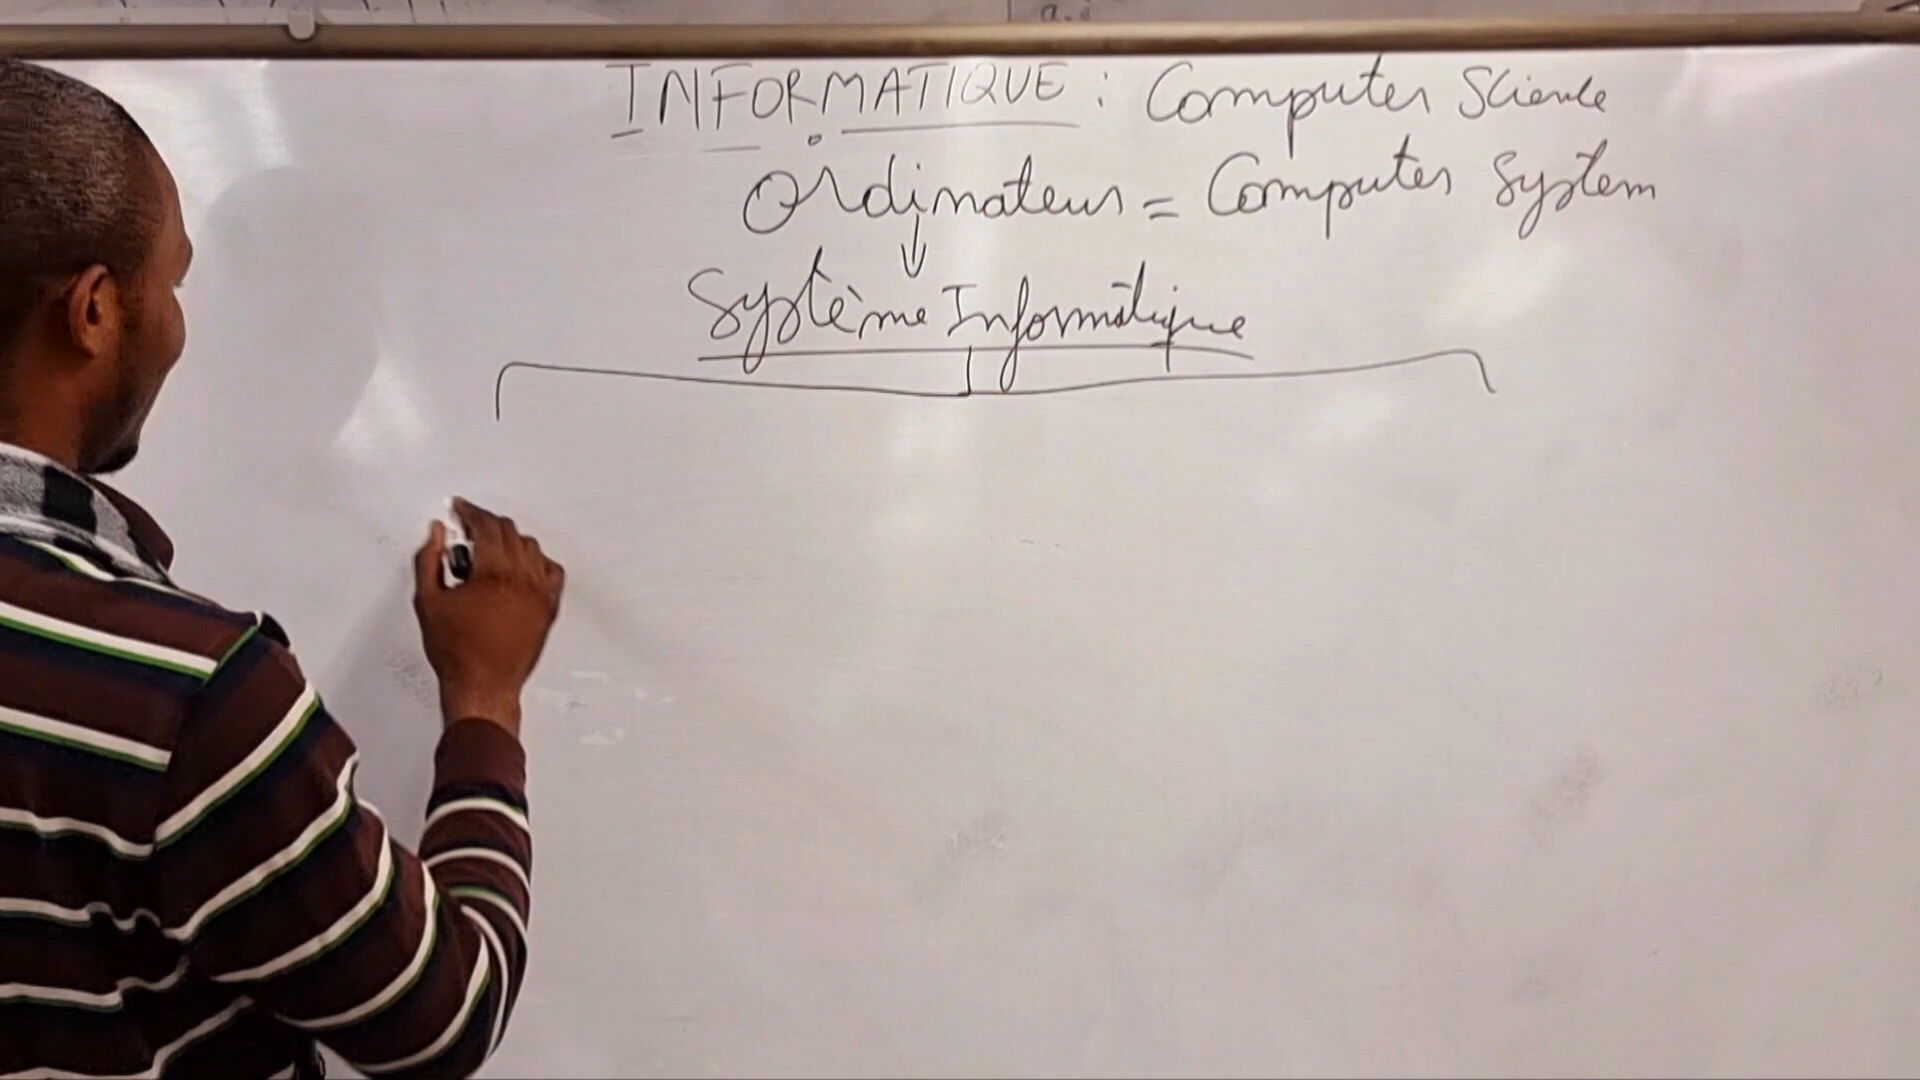 INFORMATIQUE : Computer Science
Ordinateur = Computer System
Système Informatique